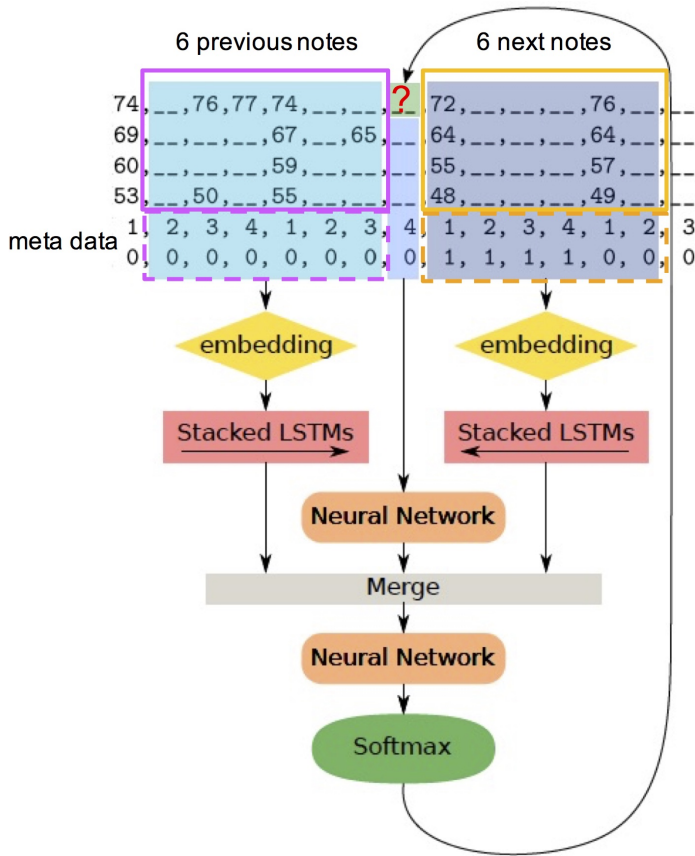 6 previous notes 6 next notes
74,__,76,77,74,__,__,?,72,__,__,__,76,__,__
69,__,__,__,67,__,65,__,64,__,__,__,64,__,__
60,__,__,__,59,__,__,__,55,__,__,__,57,__,__
53,__,50,__,55,__,__,__,48,__,__,__,49,__,__
meta data
1, 2, 3, 4, 1, 2, 3, 4, 1, 2, 3, 4, 1, 2, 3
0, 0, 0, 0, 0, 0, 0, 0, 1, 1, 1, 1, 0, 0, 0
embedding embedding
Stacked LSTMs Stacked LSTMs
Neural Network
Merge
Neural Network
Softmax